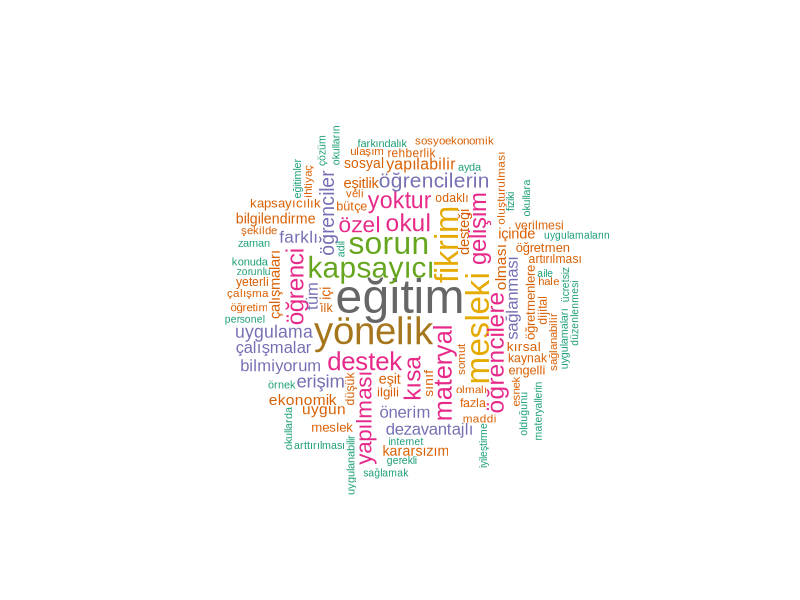 sosyoekonomik
farkındalık
okulların
çözüm
ulaşım
rehberlik
eğitimler
ihtiyaç
sosyal
yapılabilir
ayda
oluşturulması
öğrenciler
eşitlik
öğrencilerin
fiziki
okullara
veli
yoktur
odaklı
kapsayıcılık
bütçe
gelişim
bilgilendirme
özel
okul
desteği
verilmesi
şekilde
farklı
adil
sorun
fikrim
içinde
uygulamaların
zaman
olması
öğretmen
konuda
çalışmaları
öğrenci
kapsayıcı
sağlanması
öğretmenlere
artırılması
zorunlu
aile
ücretsiz
yeterli
tüm
içi
eğitim
mesleki
hale
çalışma
düzenlenmesi
öğretim
ilk
öğrencilere
dijital
personel
uygulama
yönelik
sağlanabilir
uygulamaları
çalışmalar
destek
materyal
kırsal
bilmiyorum
kısa
somut
kaynak
engelli
örnek
erişim
düşük
eşit
sınıf
ilgili
olmalı
esnek
ekonomik
uygun
yapılması
önerim
fazla
olduğunu
materyallerin
okullarda
meslek
dezavantajlı
maddi
arttırılması
internet
iyileştirme
uygulanabilir
kararsızım
gerekli
sağlamak